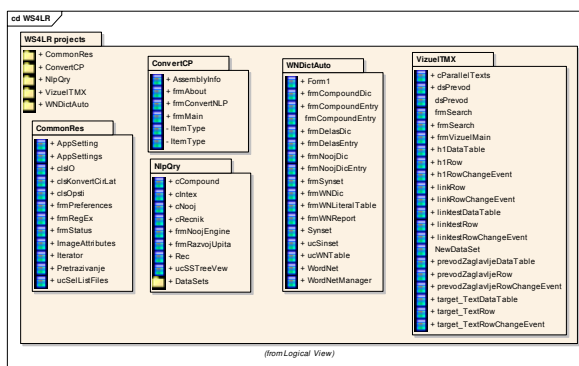 cd WS4LR
WS4LR projects
+ CommonRes
+ ConvertCP
+ NlpQry
+ VizuelTMX
+ WNDictAuto
CommonRes
+ AppSetting
+ AppSettings
+ clsIO
+ clsKonvertCirLat
+ clsOpsti
+ frmPreferences
+ frmRegEx
+ frmStatus
+ ImageAttributes
+ Iterator
+ Pretrazivanje
+ ucSelListFiles
ConvertCP
+ AssemblyInfo
+ frmAbout
+ frmConvertNLP
+ frmMain
- ItemType
- ItemType
NlpQry
+ cCompound
+ cIntex
+ cNooj
+ cRecnik
+ frmNoojEngine
+ frmRazvojUpita
+ Rec
+ ucSSTreeVew
+ DataSets
WNDictAuto
+ Form1
+ frmCompoundDic
+ frmCompoundEntry
frmCompoundEntry
+ frmDelasDic
+ frmDelasEntry
+ frmNoojDic
+ frmNoojDicEntry
+ frmSynset
+ frmWNDic
+ frmWNLiteralTable
+ frmWNReport
+ Synset
+ ucSinset
+ ucWNTable
+ WordNet
+ WordNetManager
VizuelTMX
+ cParallelTexts
+ dsPrevod
dsPrevod
frmSearch
+ frmSearch
+ frmVizuelMain
+ h1DataTable
+ h1Row
+ h1RowChangeEvent
+ linkRow
+ linkRowChangeEvent
+ linktestDataTable
+ linktestRow
+ linktestRowChangeEvent
NewDataSet
+ prevodZaglavljeDataTable
+ prevodZaglavljeRow
+ prevodZaglavljeRowChangeEvent
+ target_TextDataTable
+ target_TextRow
+ target_TextRowChangeEvent
(from Logical View)